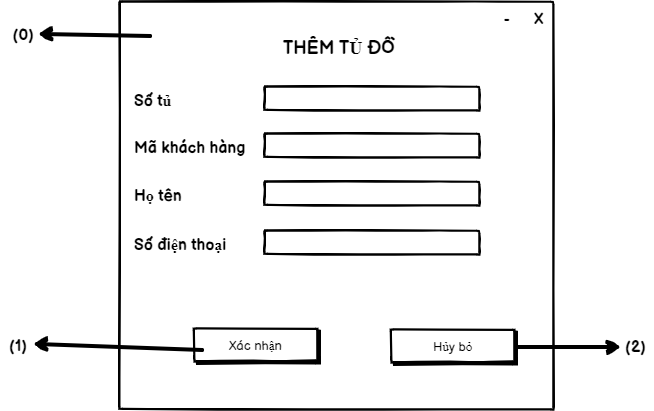 - X
(0)
THÊM TỦ ĐỒ
Số tủ
Mã khách hàng
Họ tên
Số điện thoại
(1) Xác nhận Hủy bỏ (2)